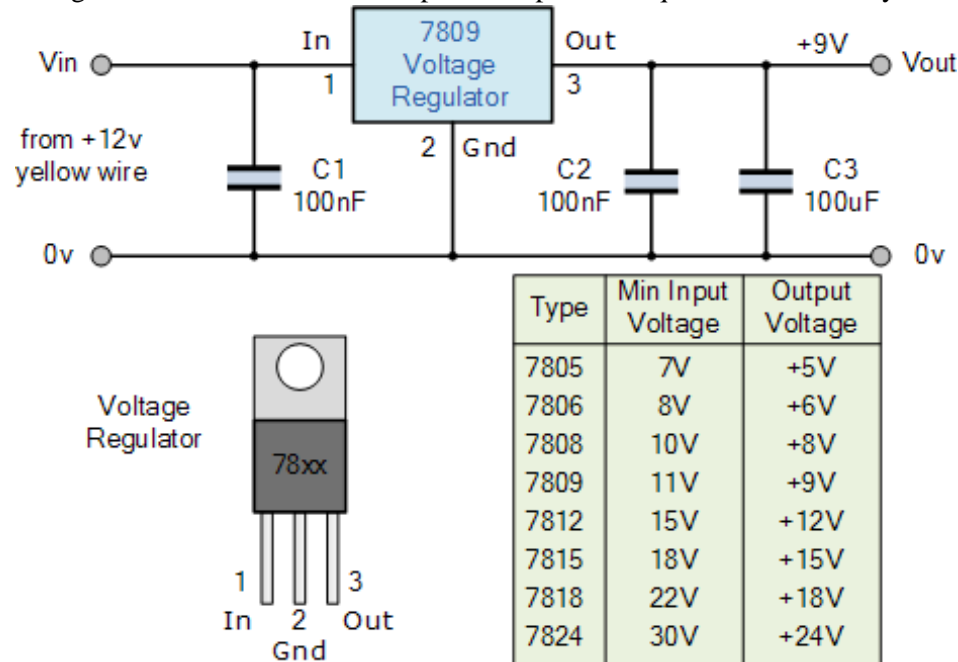 In
7809
Voltage
Regulator
Out
+9V
Vin
Vout
1
3
from +12v
yellow wire
2
Gnd
C1
100nF
C2
100nF
C3
100uF
0v
0v
Voltage
Regulator
78xx
1
3
In
2
Out
Gnd
Type Min Input Voltage Output Voltage
7805 7V +5V
7806 8V +6V
7808 10V +8V
7809 11V +9V
7812 15V +12V
7815 18V +15V
7818 22V +18V
7824 30V +24V